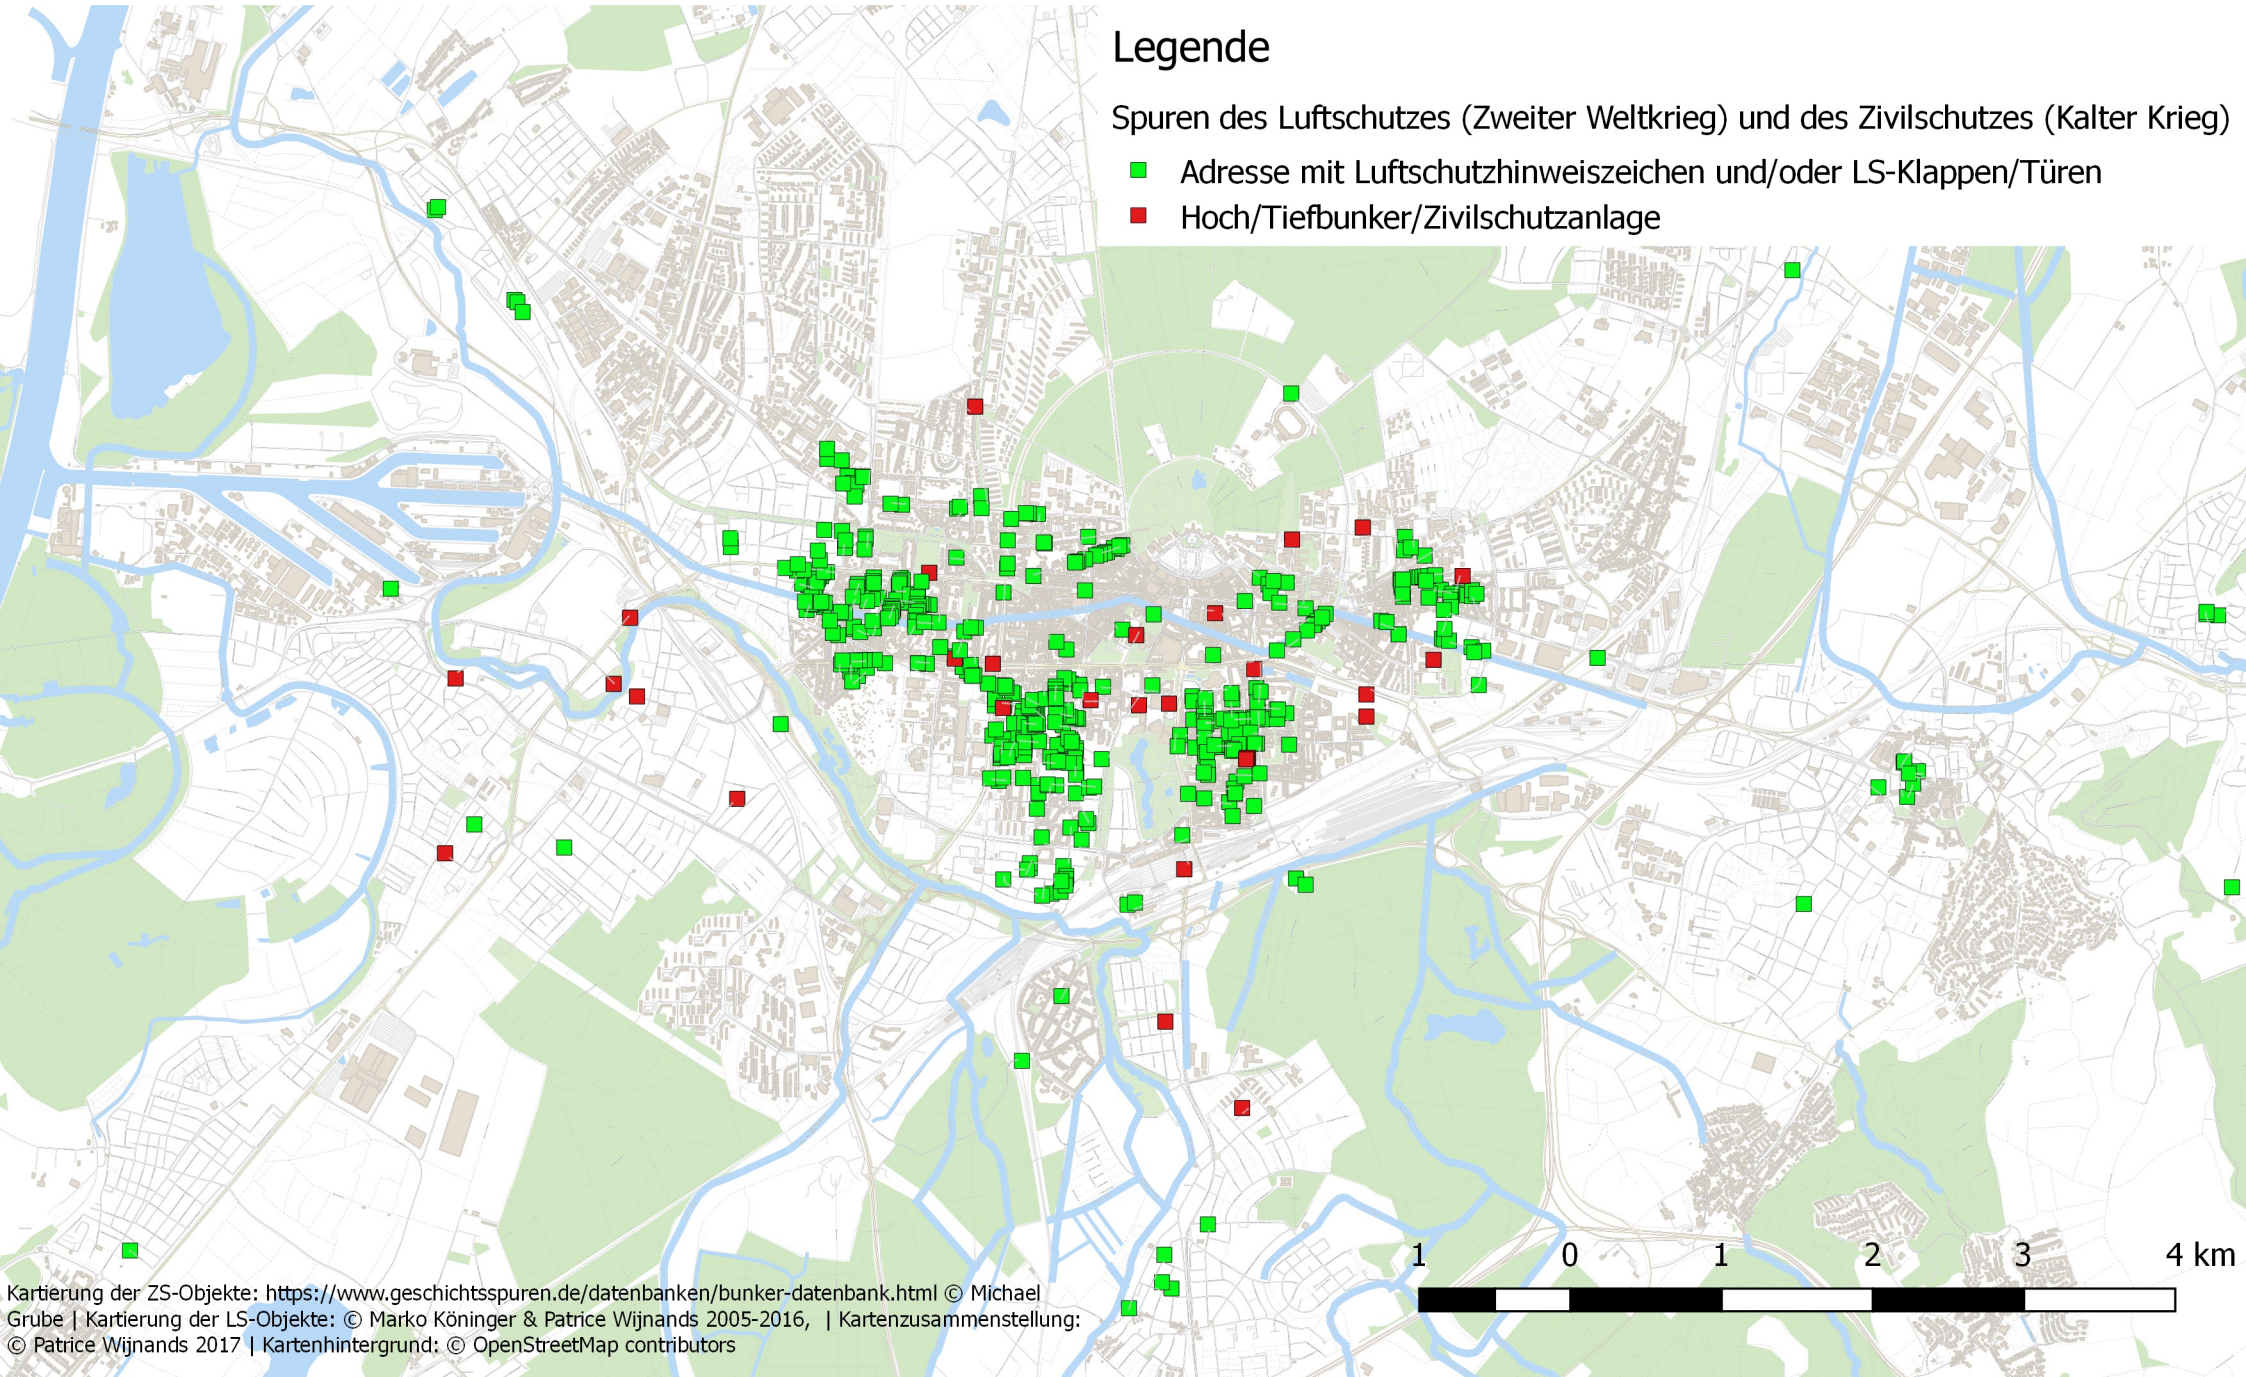 Legende
Spuren des Luftschutzes (Zweiter Weltkrieg) und des Zivilschutzes (Kalter Krieg)
Adresse mit Luftschutzhinweiszeichen und/oder LS-Klappen/Türen
Hoch/Tiefbunker/Zivilschutzanlage
1 0 1 2 3 4 km
Kartierung der ZS-Objekte: https://www.geschichtsspuren.de/datenbanken/bunker-datenbank.html © Michael
Grube | Kartierung der LS-Objekte: © Marko Köninger & Patrice Wijnands 2005-2016, | Kartenzusammenstellung:
© Patrice Wijnands 2017 | Kartenhintergrund: © OpenStreetMap contributors